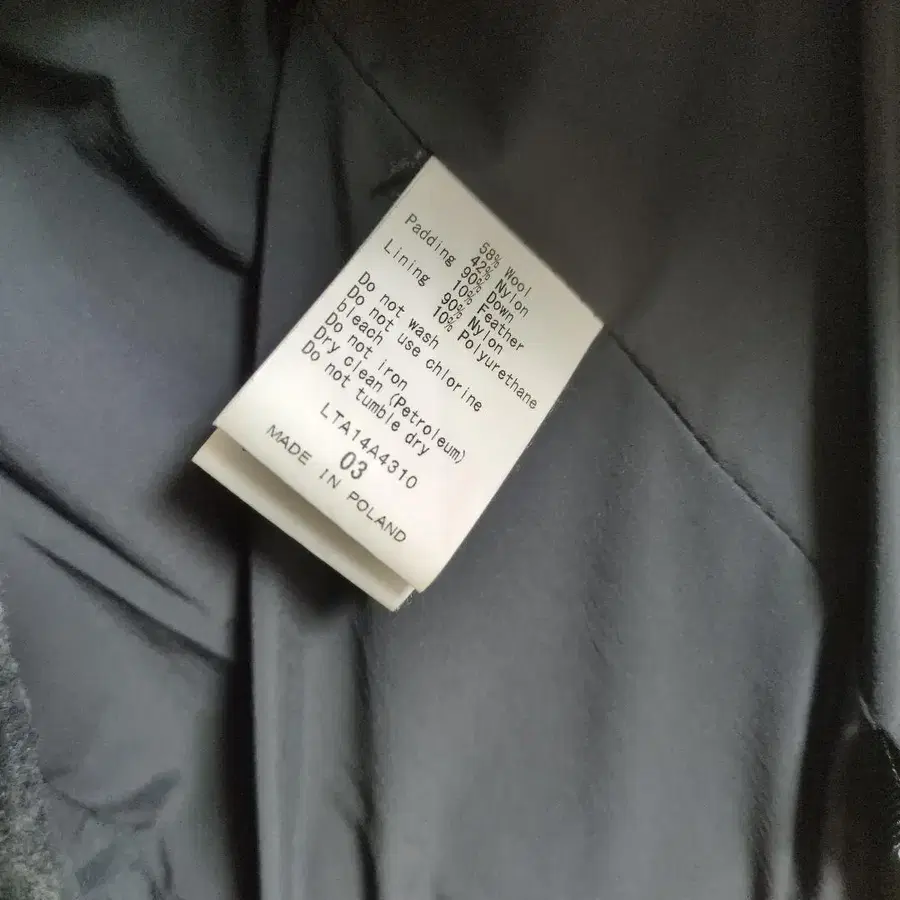 58% Wool
42% Nylon
Padding 90% Down
10% Feather
Lining 90% Nylon
10% Polyurethane
Do not wash
Do not use chlorine
bleach
Do not iron
Dry clean (Petroleum)
Do not tumble dry
LTA14A4310
03
MADE IN POLAND